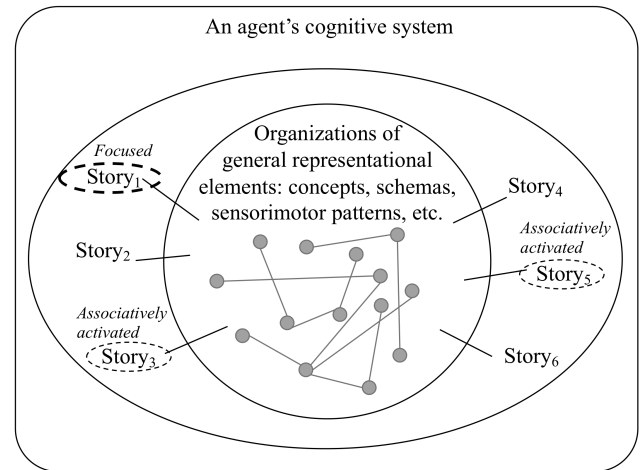 An agent's cognitive system
Organizations of
general representational
elements: concepts, schemas,
sensorimotor patterns, etc.
Focused
Story₁
Story₂
Associatively
activated
Story₃
Story₄
Associatively
activated
Story₅
Story₆